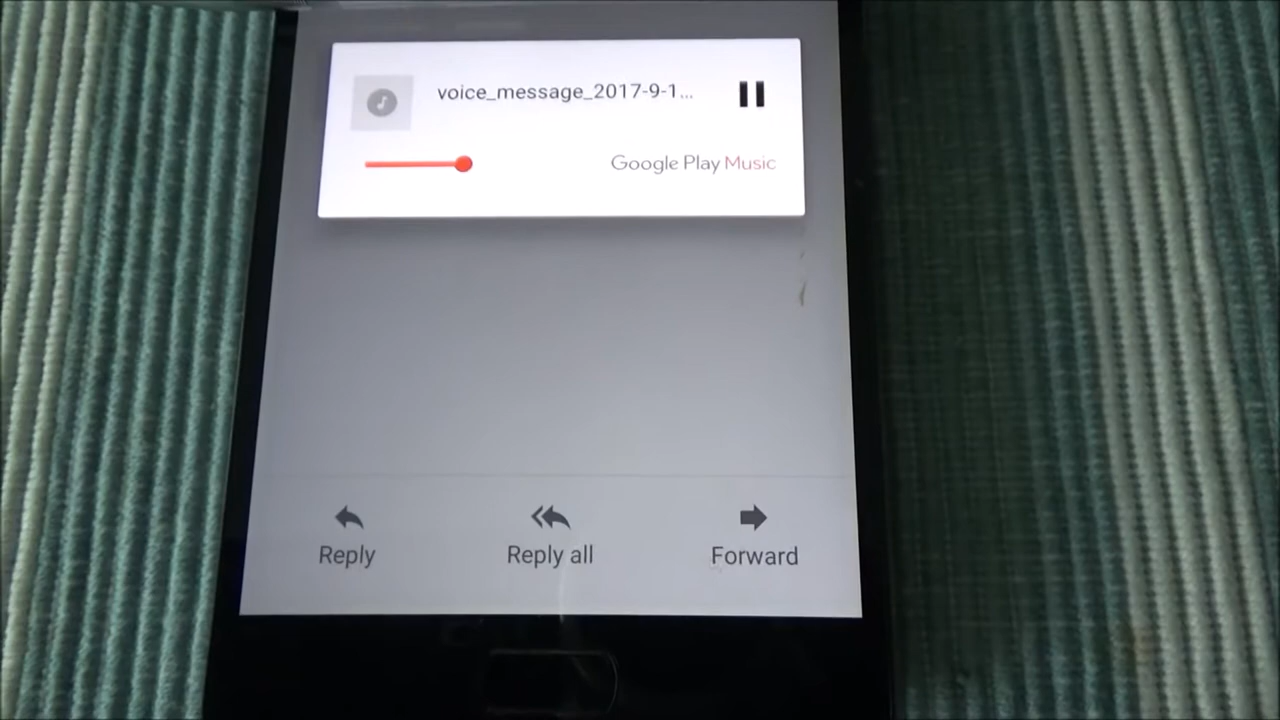 voice_message_2017-9-1...
Google Play Music
Reply
Reply all
Forward